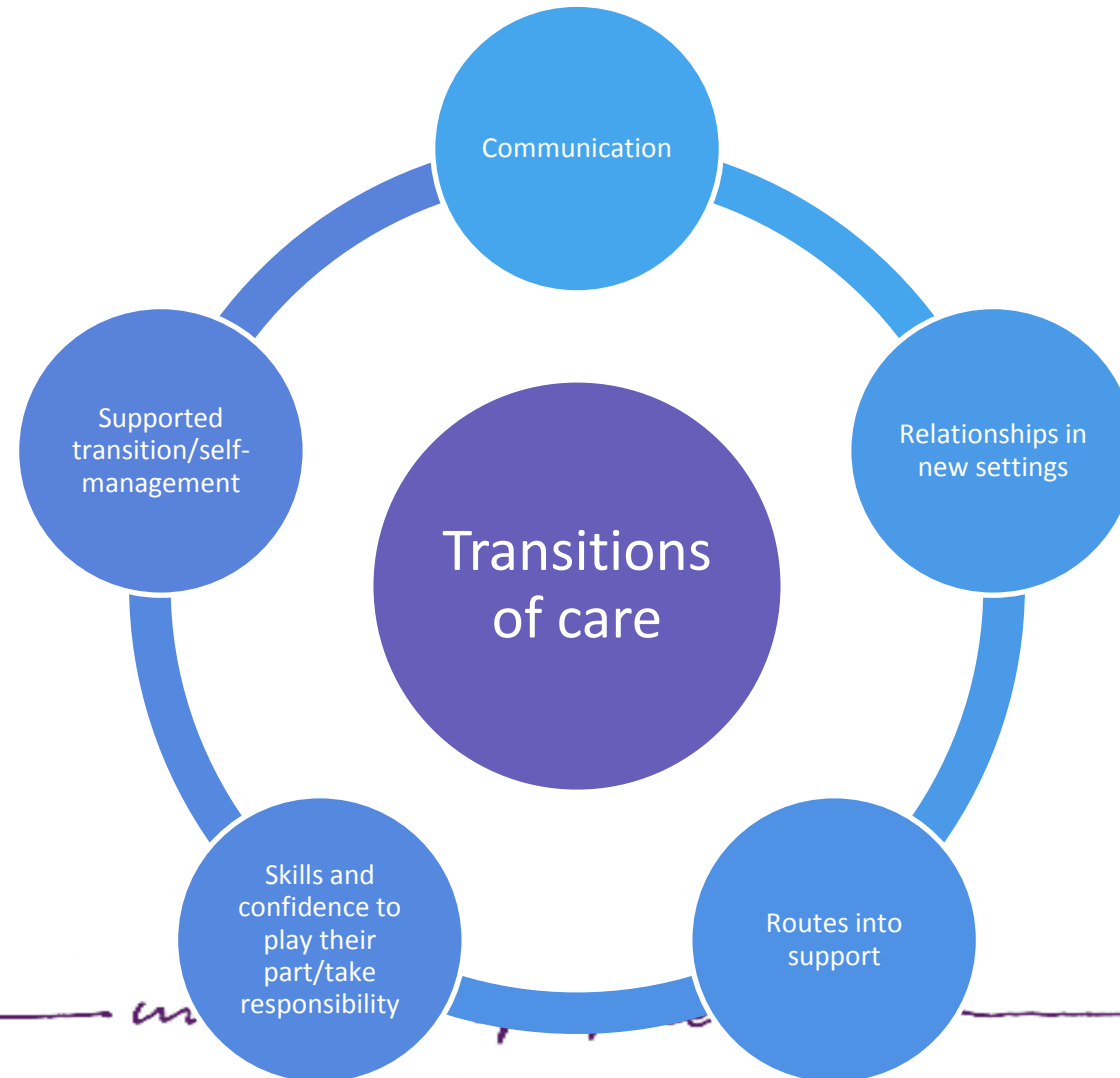 Communication
Relationships in
new settings
Routes into
support
Skills and
confidence to
play their
part/take
responsibility
Supported
transition/self-
management
Transitions
of care